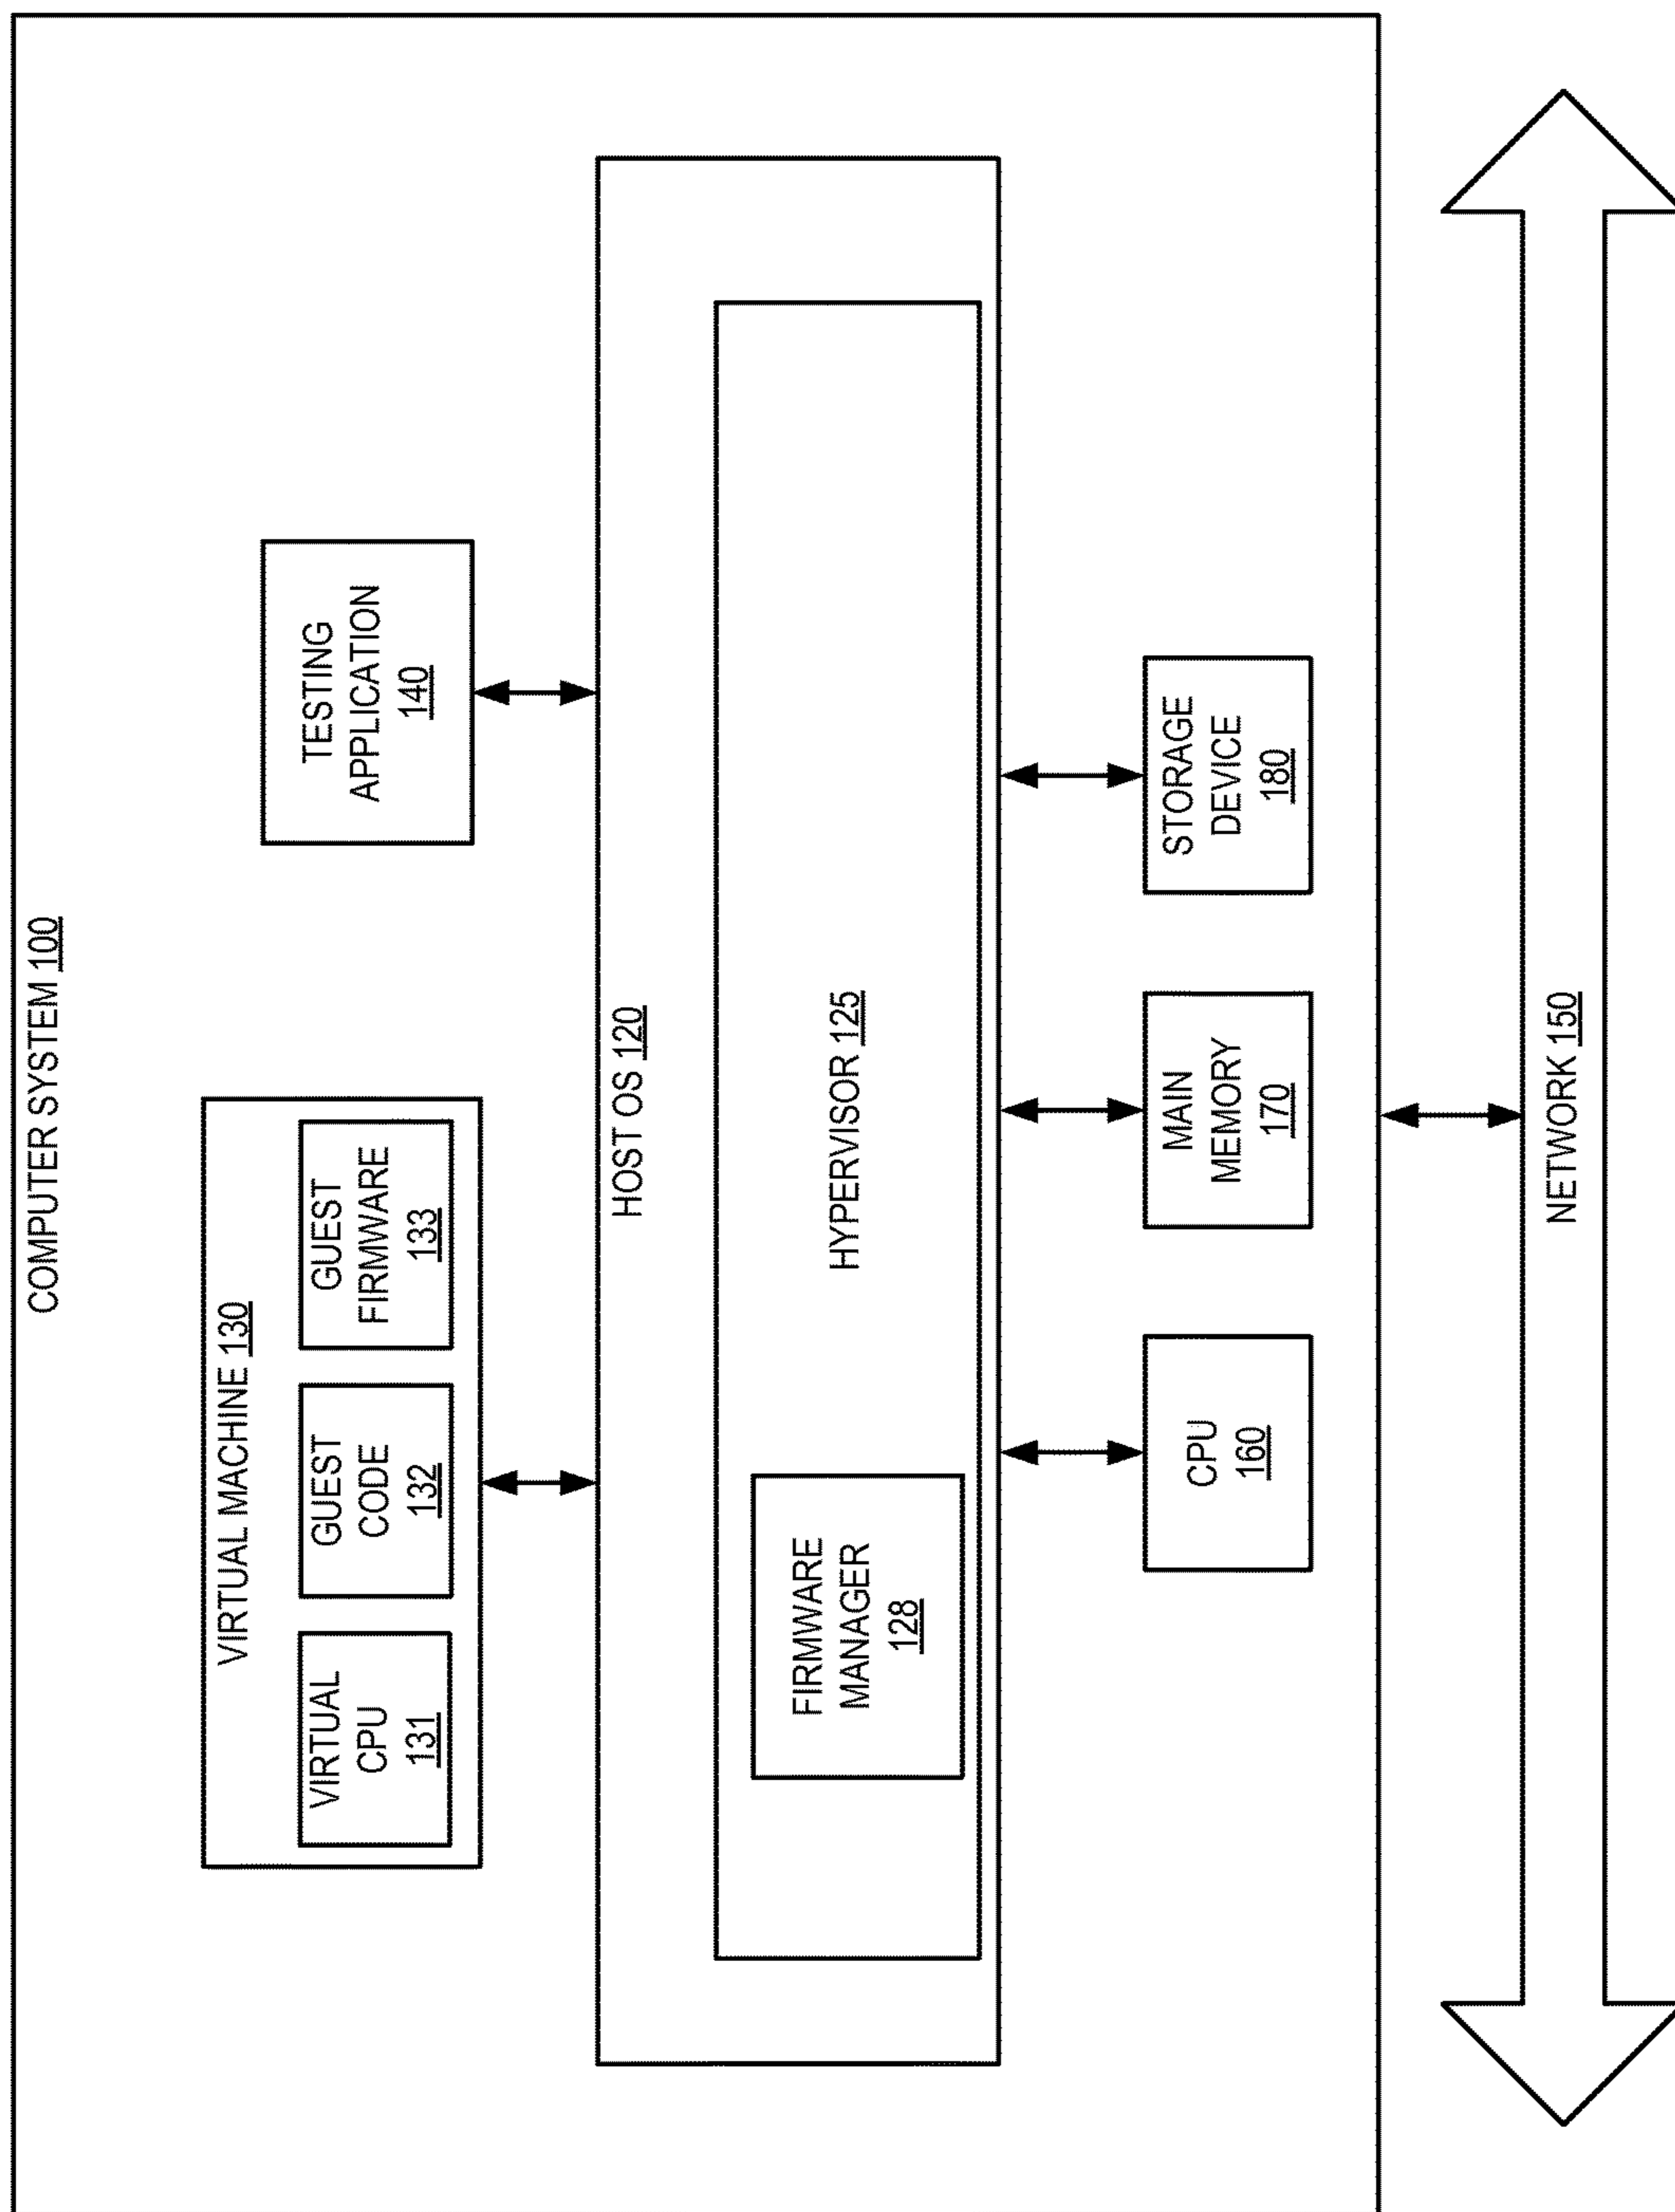 COMPUTER SYSTEM 100
VIRTUAL MACHINE 130
VIRTUAL
CPU
131
GUEST
CODE
132
GUEST
FIRMWARE
133
TESTING
APPLICATION
140
HOST OS 120
HYPERVISOR 125
FIRMWARE
MANAGER
128
CPU
160
MAIN
MEMORY
170
STORAGE
DEVICE
180
NETWORK 150